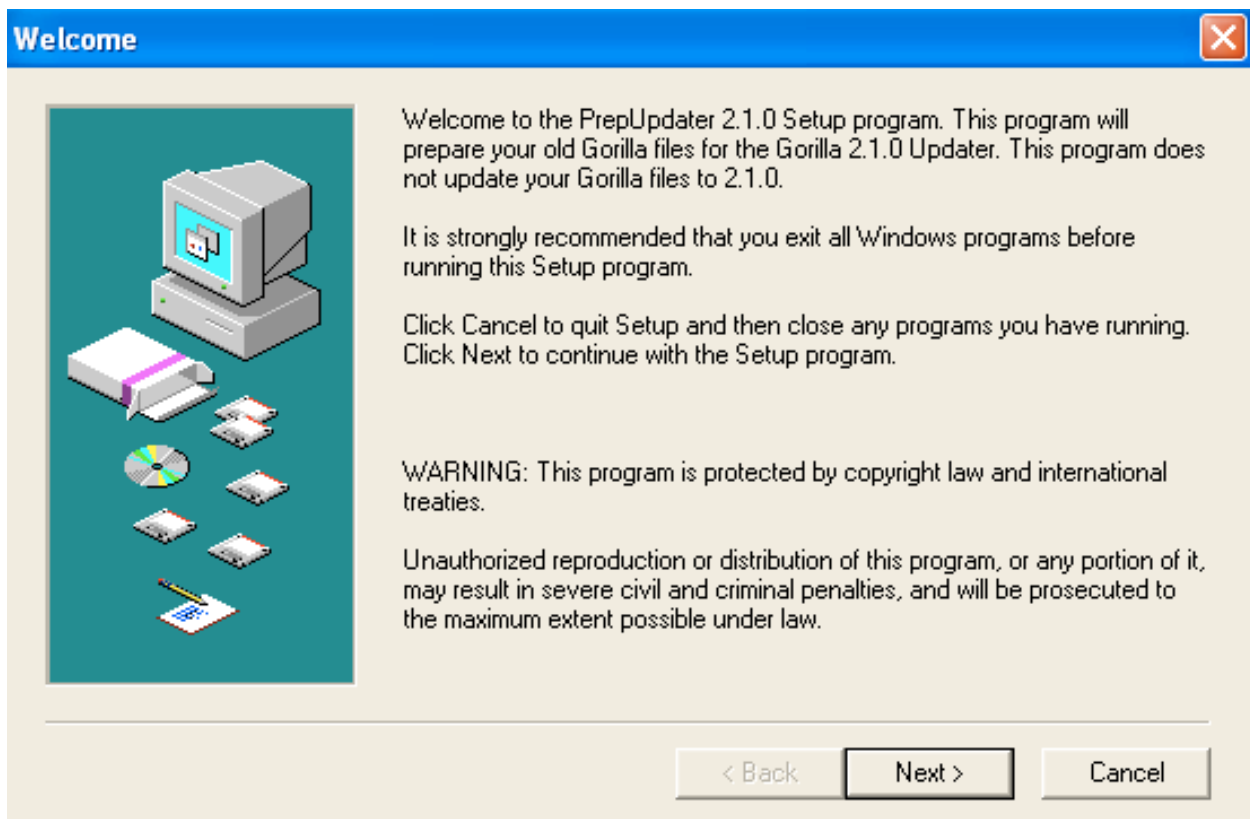 Welcome
Welcome to the PrepUpdater 2.1.0 Setup program. This program will
prepare your old Gorilla files for the Gorilla 2.1.0 Updater. This program does
not update your Gorilla files to 2.1.0.
It is strongly recommended that you exit all Windows programs before
running this Setup program.
Click Cancel to quit Setup and then close any programs you have running.
Click Next to continue with the Setup program.
WARNING: This program is protected by copyright law and international
treaties.
Unauthorized reproduction or distribution of this program, or any portion of it,
may result in severe civil and criminal penalties, and will be prosecuted to
the maximum extent possible under law.
< Back
Next >
Cancel